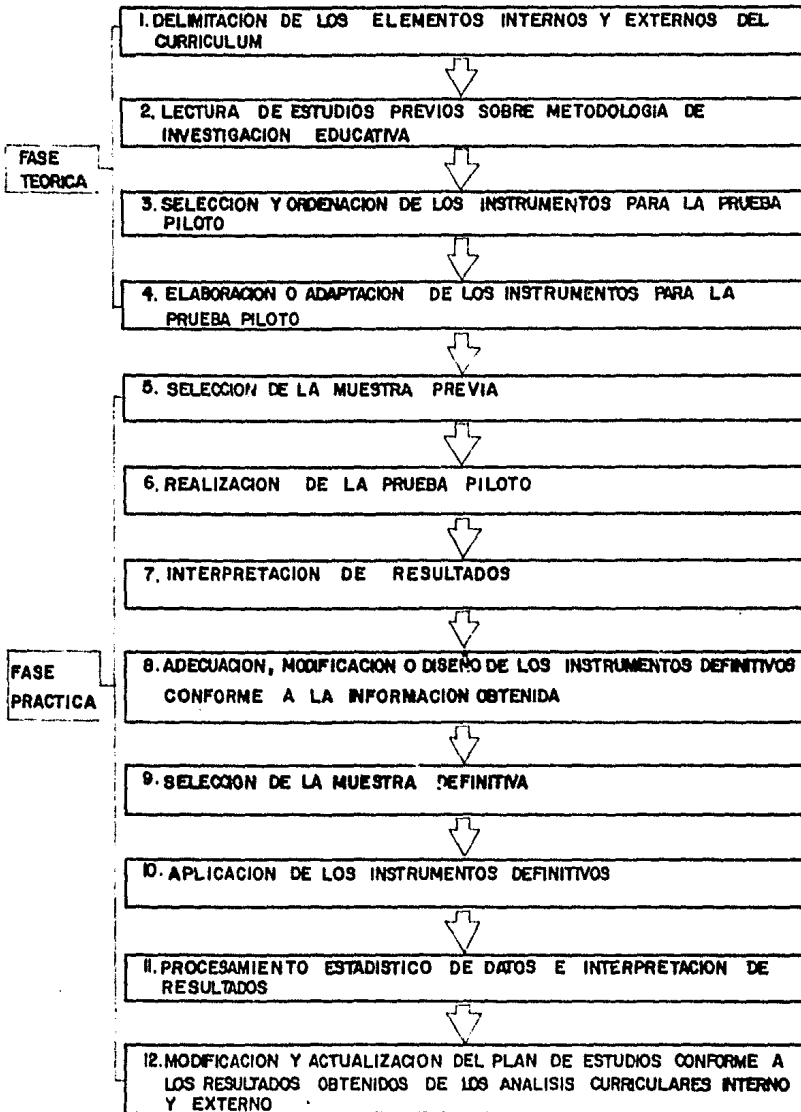 1. DELIMITACION DE LOS ELEMENTOS INTERNOS Y EXTERNOS DEL
CURRICULUM
2. LECTURA DE ESTUDIOS PREVIOS SOBRE METODOLOGIA DE
INVESTIGACION EDUCATIVA
FASE
TEORICA
3. SELECCION Y ORDENACION DE LOS INSTRUMENTOS PARA LA PRUEBA
PILOTO
4. ELABORACION O ADAPTACION DE LOS INSTRUMENTOS PARA LA
PRUEBA PILOTO
5. SELECCION DE LA MUESTRA PREVIA
6. REALIZACION DE LA PRUEBA PILOTO
7. INTERPRETACION DE RESULTADOS
FASE
PRACTICA
8. ADECUACION, MODIFICACION O DISEÑO DE LOS INSTRUMENTOS DEFINITIVOS
CONFORME A LA INFORMACION OBTENIDA
9. SELECCION DE LA MUESTRA DEFINITIVA
10. APLICACION DE LOS INSTRUMENTOS DEFINITIVOS
11. PROCESAMIENTO ESTADISTICO DE DATOS E INTERPRETACION DE
RESULTADOS
12. MODIFICACION Y ACTUALIZACION DEL PLAN DE ESTUDIOS CONFORME A
LOS RESULTADOS OBTENIDOS DE LOS ANALISIS CURRICULARES INTERNO
Y EXTERNO